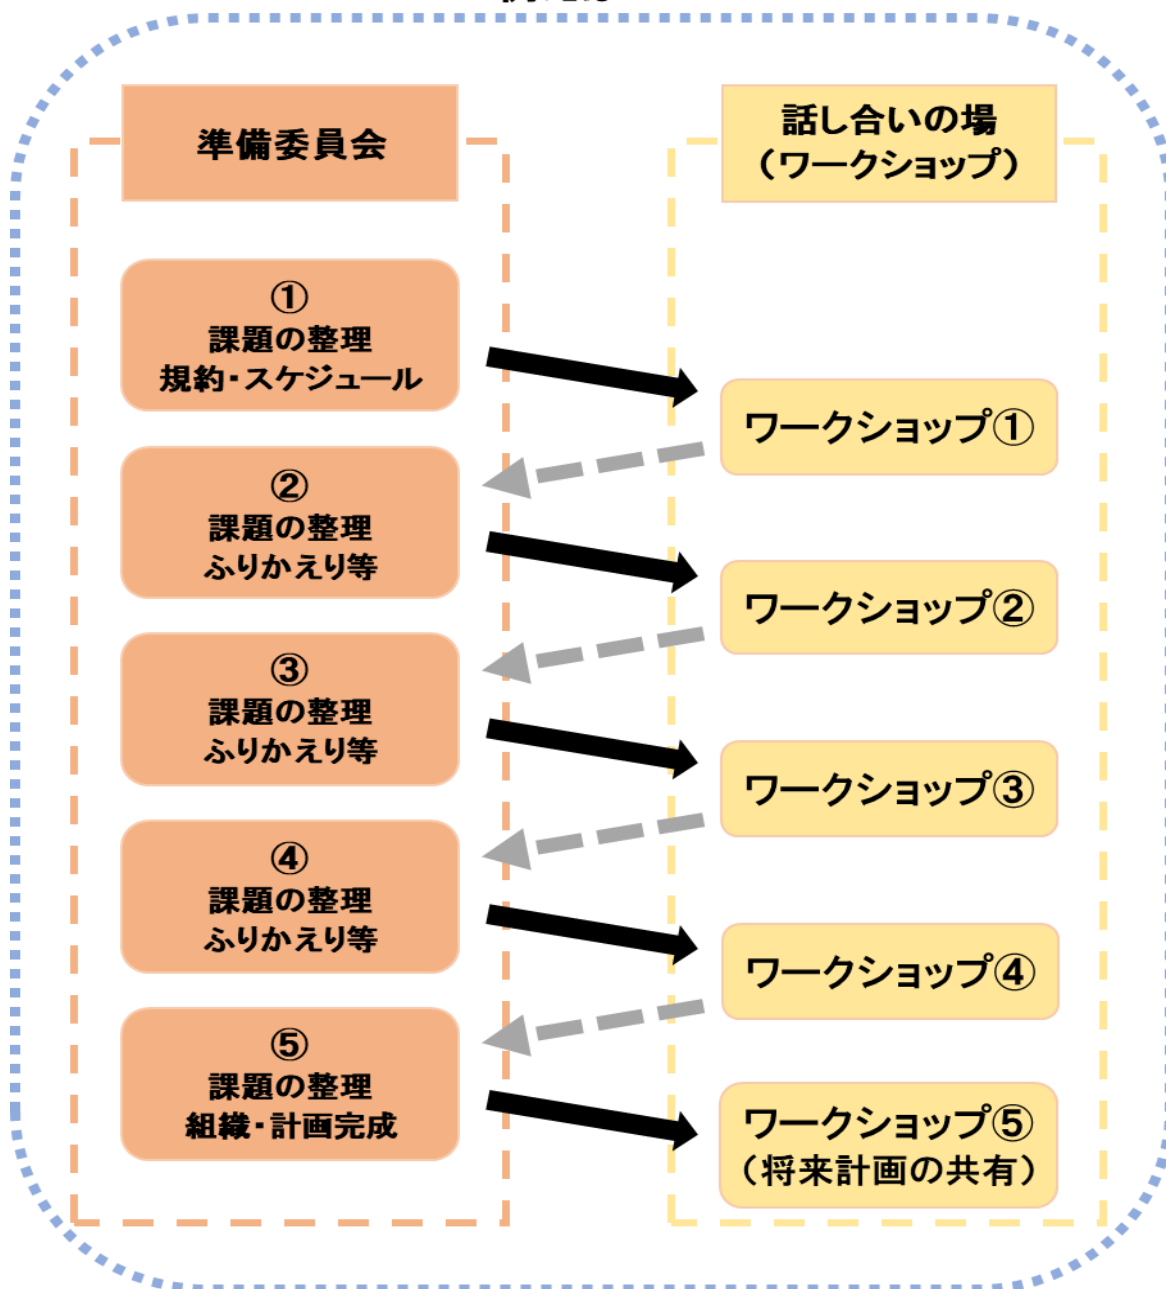 準備委員会
話し合いの場
（ワークショップ）
①
課題の整理
規約・スケジュール
ワークショップ①
②
課題の整理
ふりかえり等
ワークショップ②
③
課題の整理
ふりかえり等
ワークショップ③
④
課題の整理
ふりかえり等
ワークショップ④
⑤
課題の整理
組織・計画完成
ワークショップ⑤
（将来計画の共有）